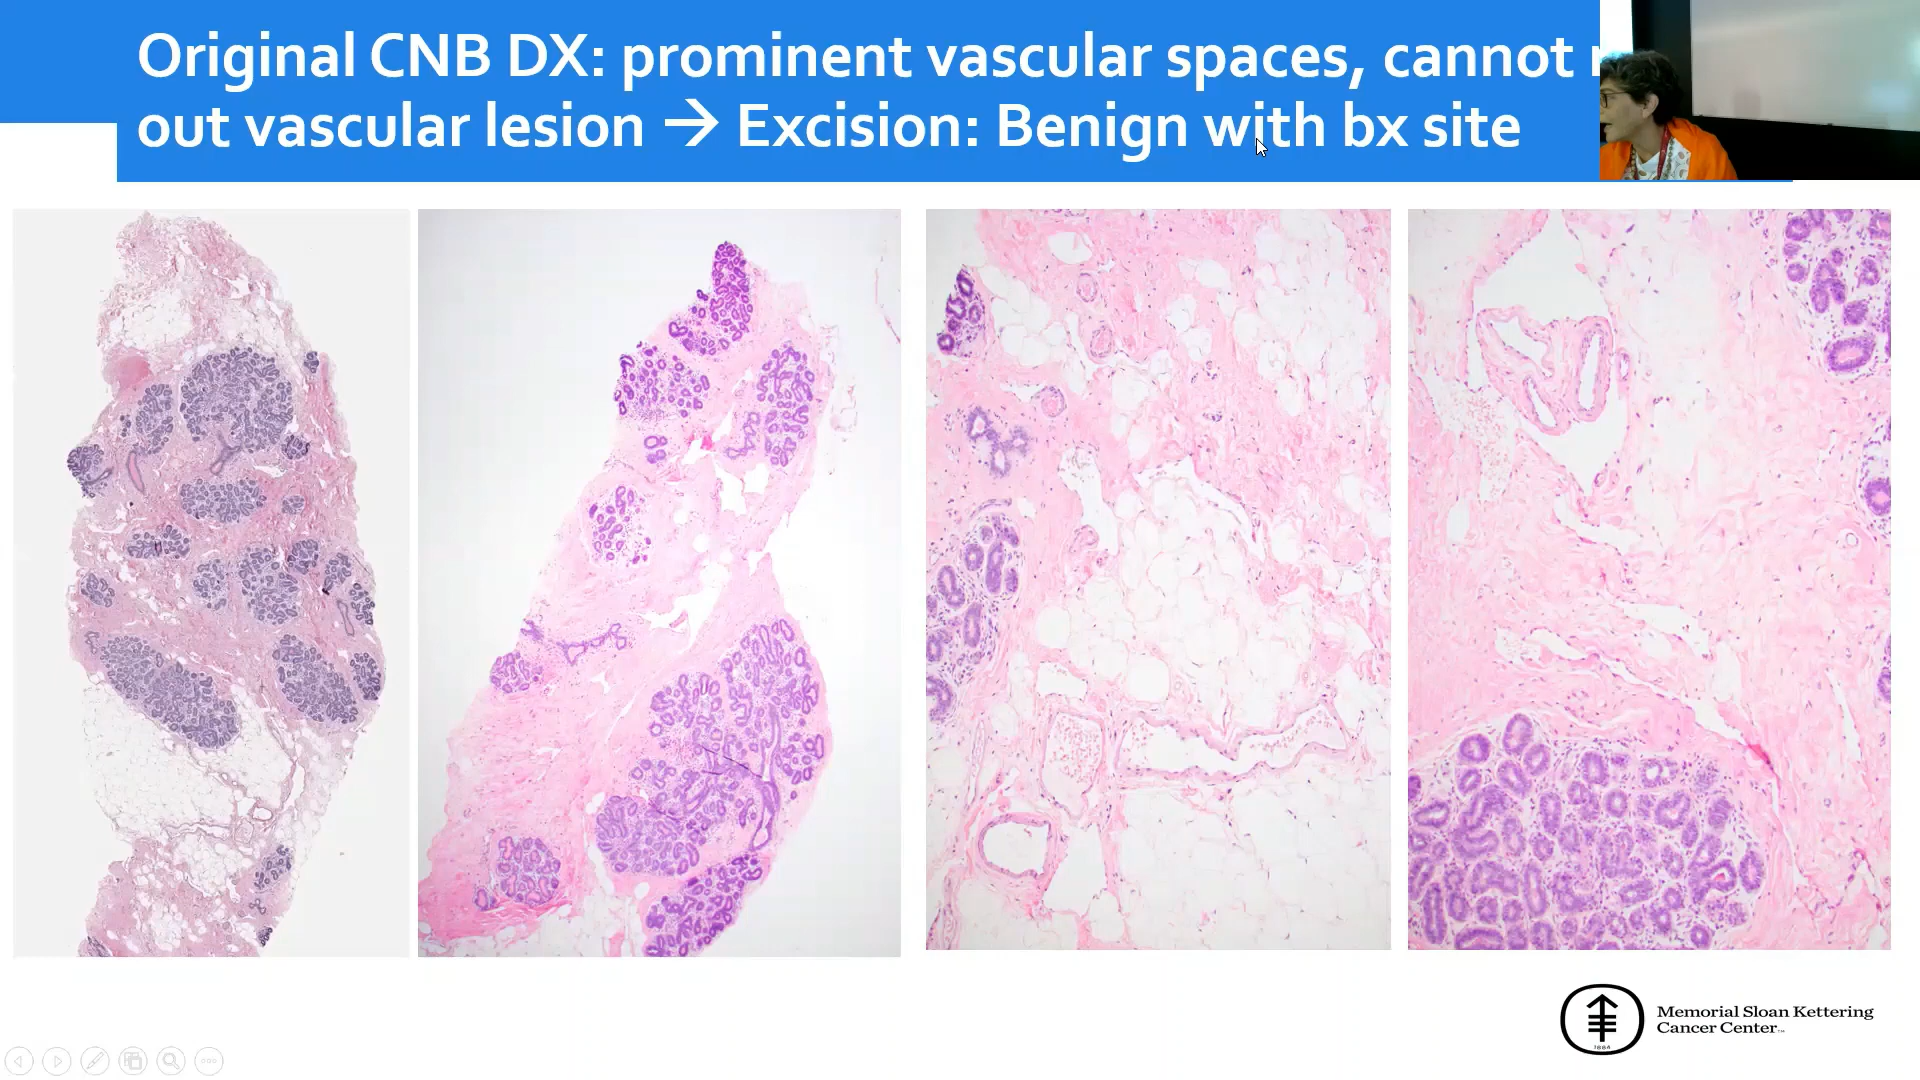 Original CNB DX: prominent vascular spaces, cannot
out vascular lesion → Excision: Benign with bx site
1884
Memorial Sloan Kettering
Cancer Center